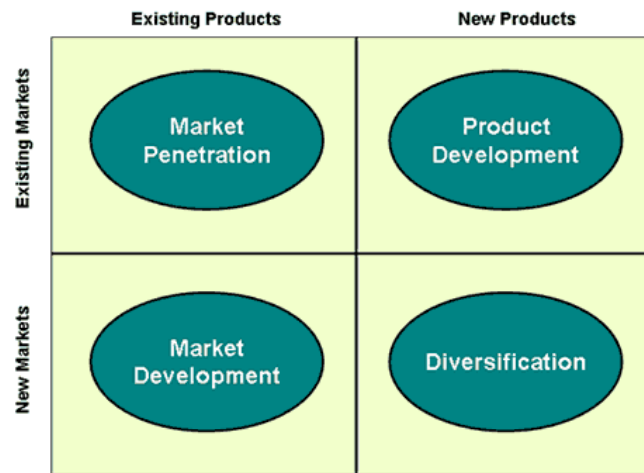 Existing Products
New Products
Existing Markets
Market
Penetration
Product
Development
New Markets
Market
Development
Diversification